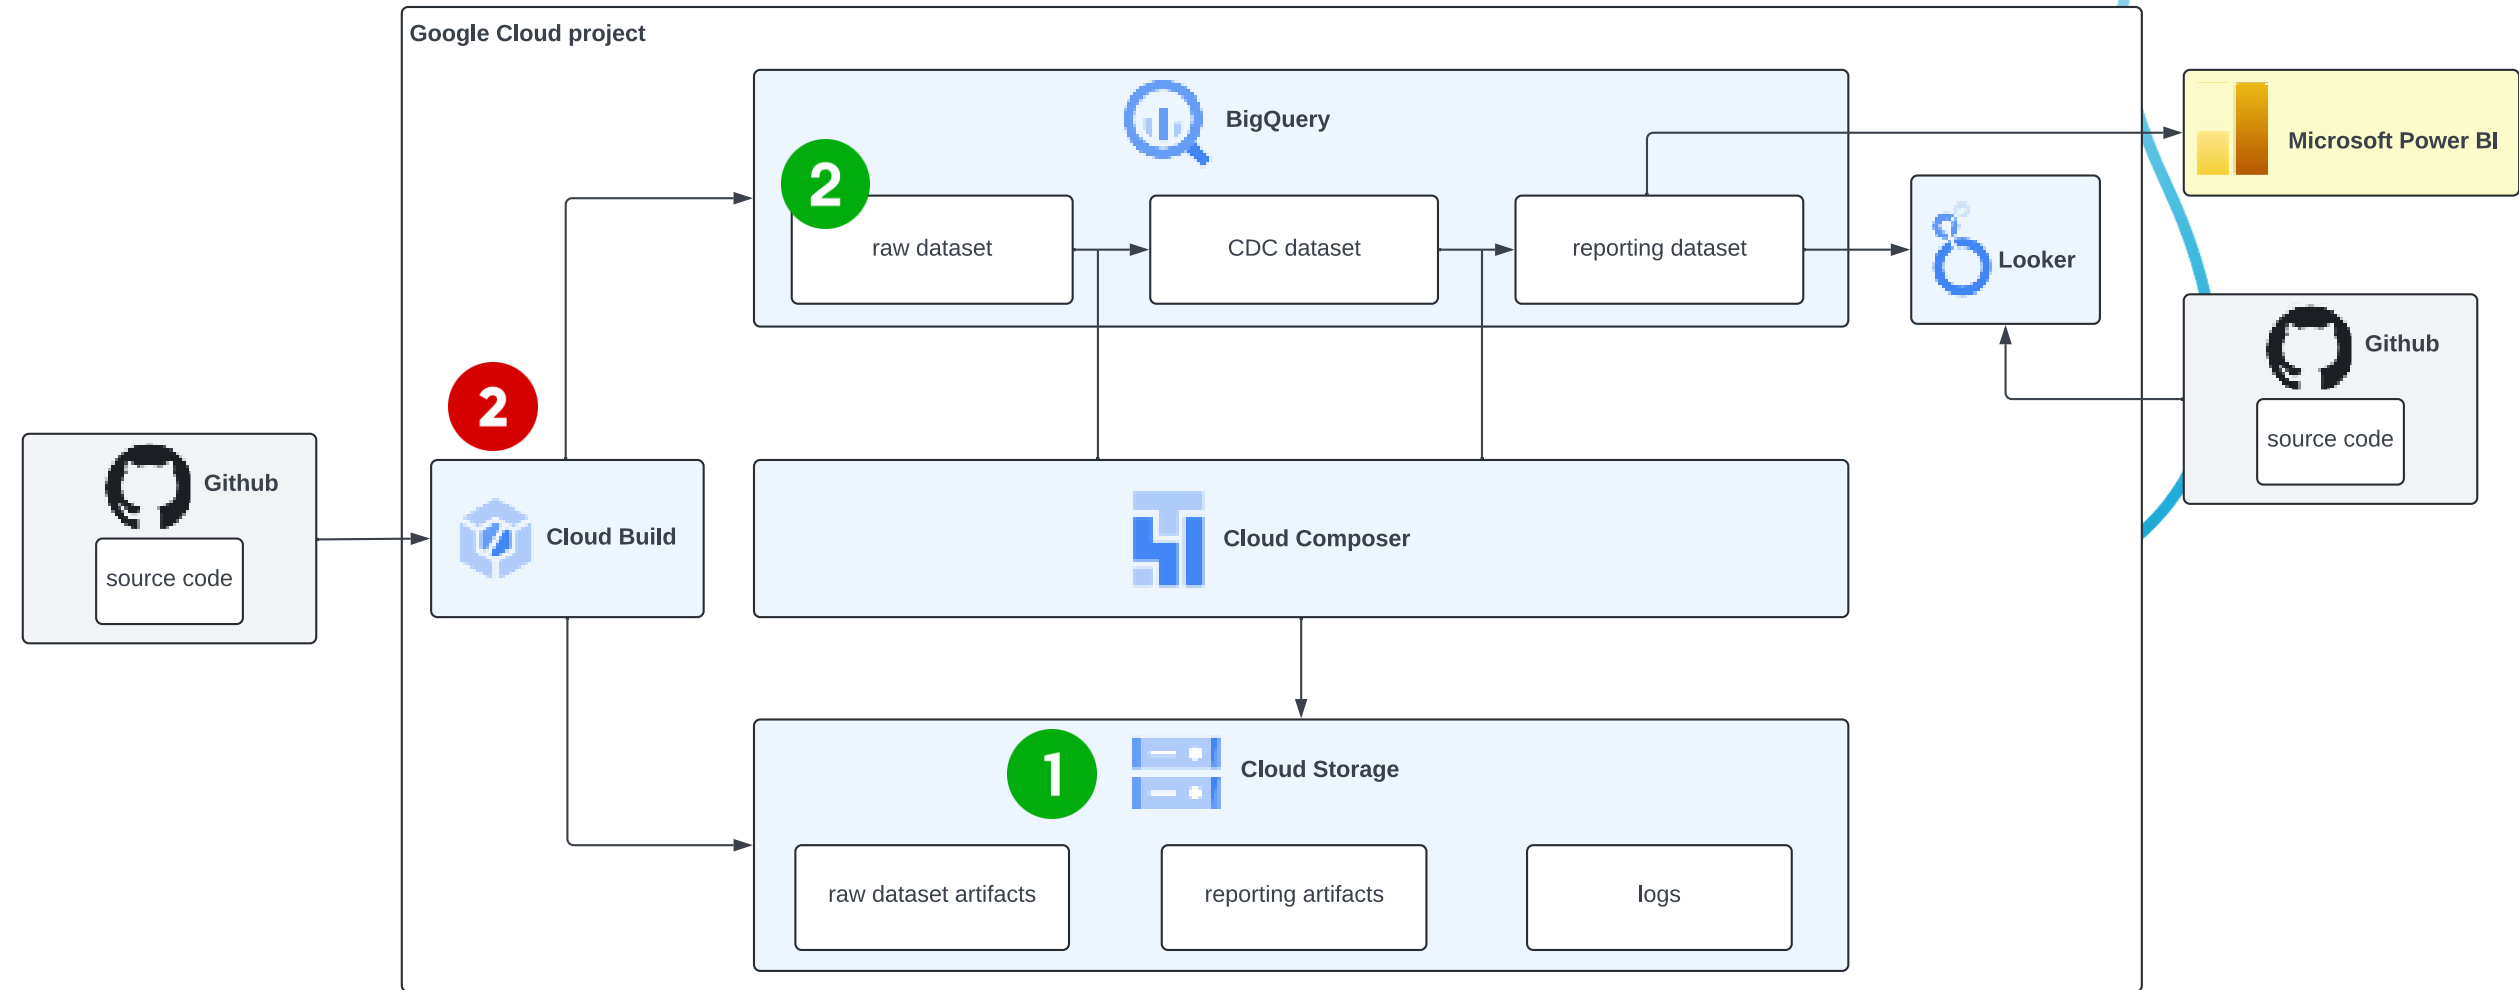 Google Cloud project
BigQuery
2
raw dataset
CDC dataset
reporting dataset
Microsoft Power BI
Looker
Github
source code
2
Github
source code
Cloud Build
Cloud Composer
1
Cloud Storage
raw dataset artifacts
reporting artifacts
logs